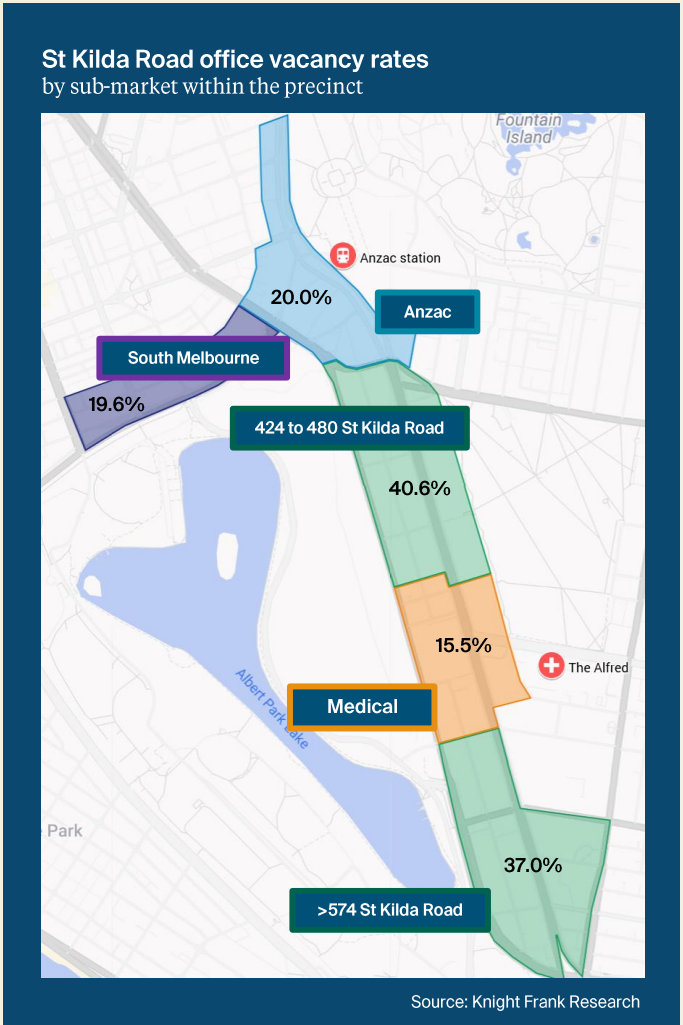 St Kilda Road office vacancy rates
by sub-market within the precinct
Fountain
Island
Anzac station
20.0%
Anzac
South Melbourne
19.6%
424 to 480 St Kilda Road
40.6%
15.5%
The Alfred
Medical
Albert Park Lake
Park
37.0%
>574 St Kilda Road
Source: Knight Frank Research